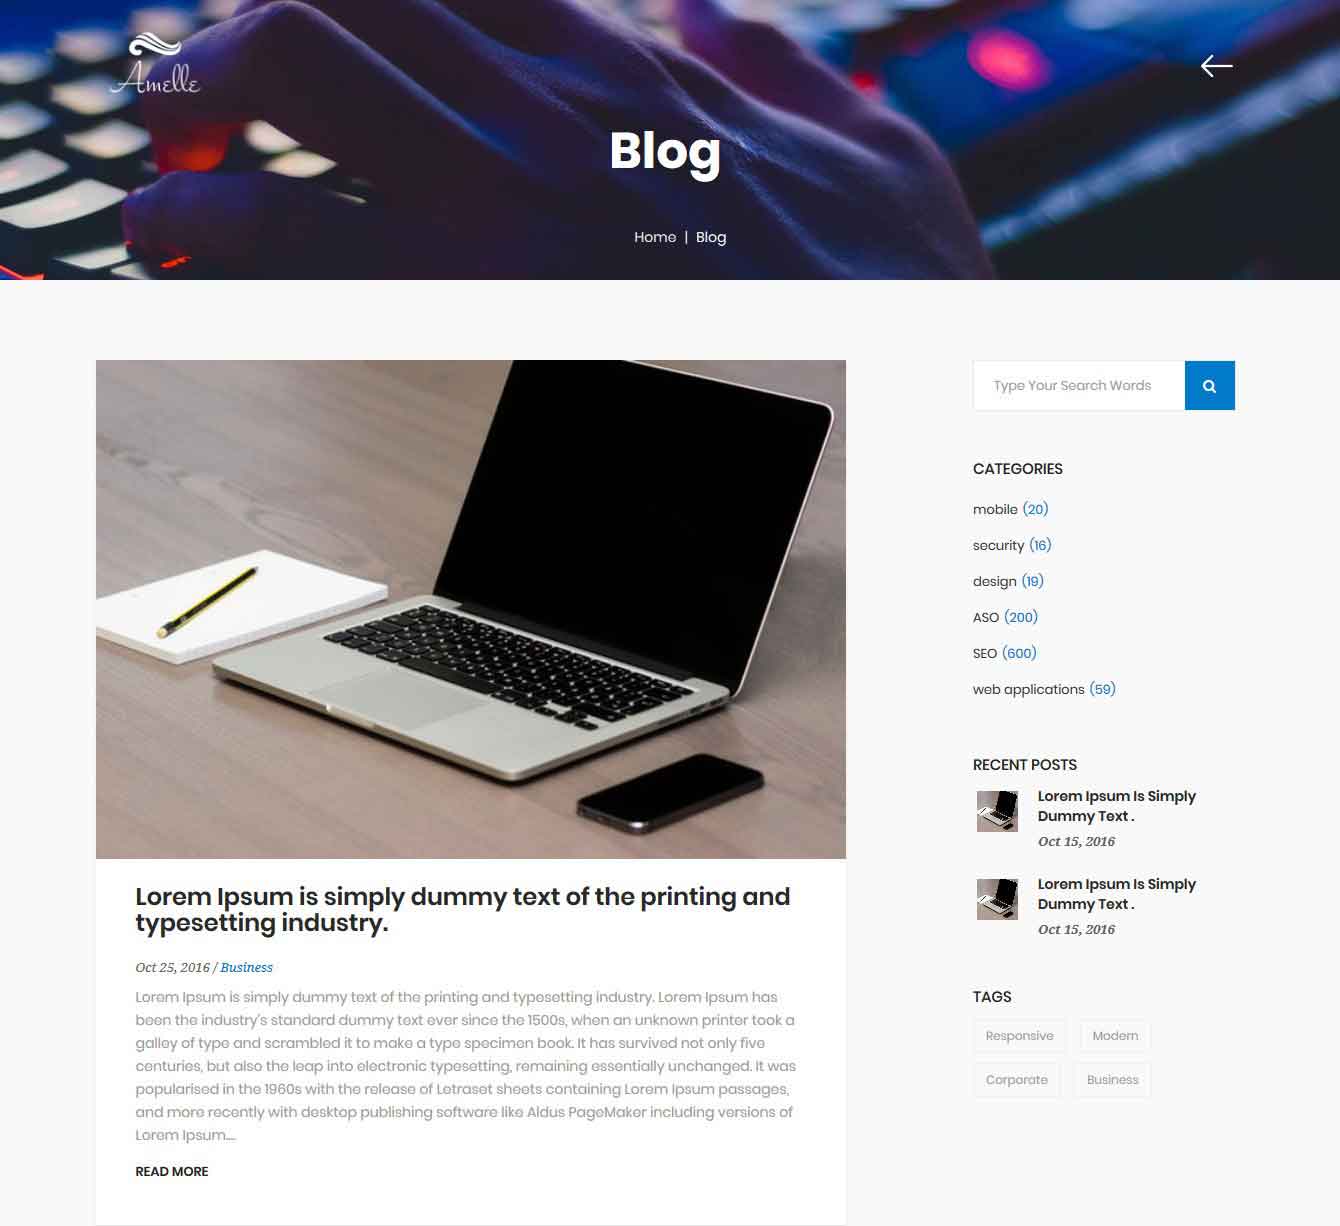 Amelle
Blog
Home | Blog
Lorem Ipsum is simply dummy text of the printing and
typesetting industry.
Oct 25, 2016 / Business
Lorem Ipsum is simply dummy text of the printing and typesetting industry. Lorem Ipsum has
been the industry's standard dummy text ever since the 1500s, when an unknown printer took a
galley of type and scrambled it to make a type specimen book. It has survived not only five
centuries, but also the leap into electronic typesetting, remaining essentially unchanged. It was
popularised in the 1960s with the release of Letraset sheets containing Lorem Ipsum passages,
and more recently with desktop publishing software like Aldus PageMaker including versions of
Lorem Ipsum....
READ MORE
Type Your Search Words
CATEGORIES
mobile (20)
security (16)
design (19)
ASO (200)
SEO (600)
web applications (59)
RECENT POSTS
Lorem Ipsum Is Simply
Dummy Text .
Oct 15, 2016
Lorem Ipsum Is Simply
Dummy Text .
Oct 15, 2016
TAGS
Responsive Modern
Corporate Business